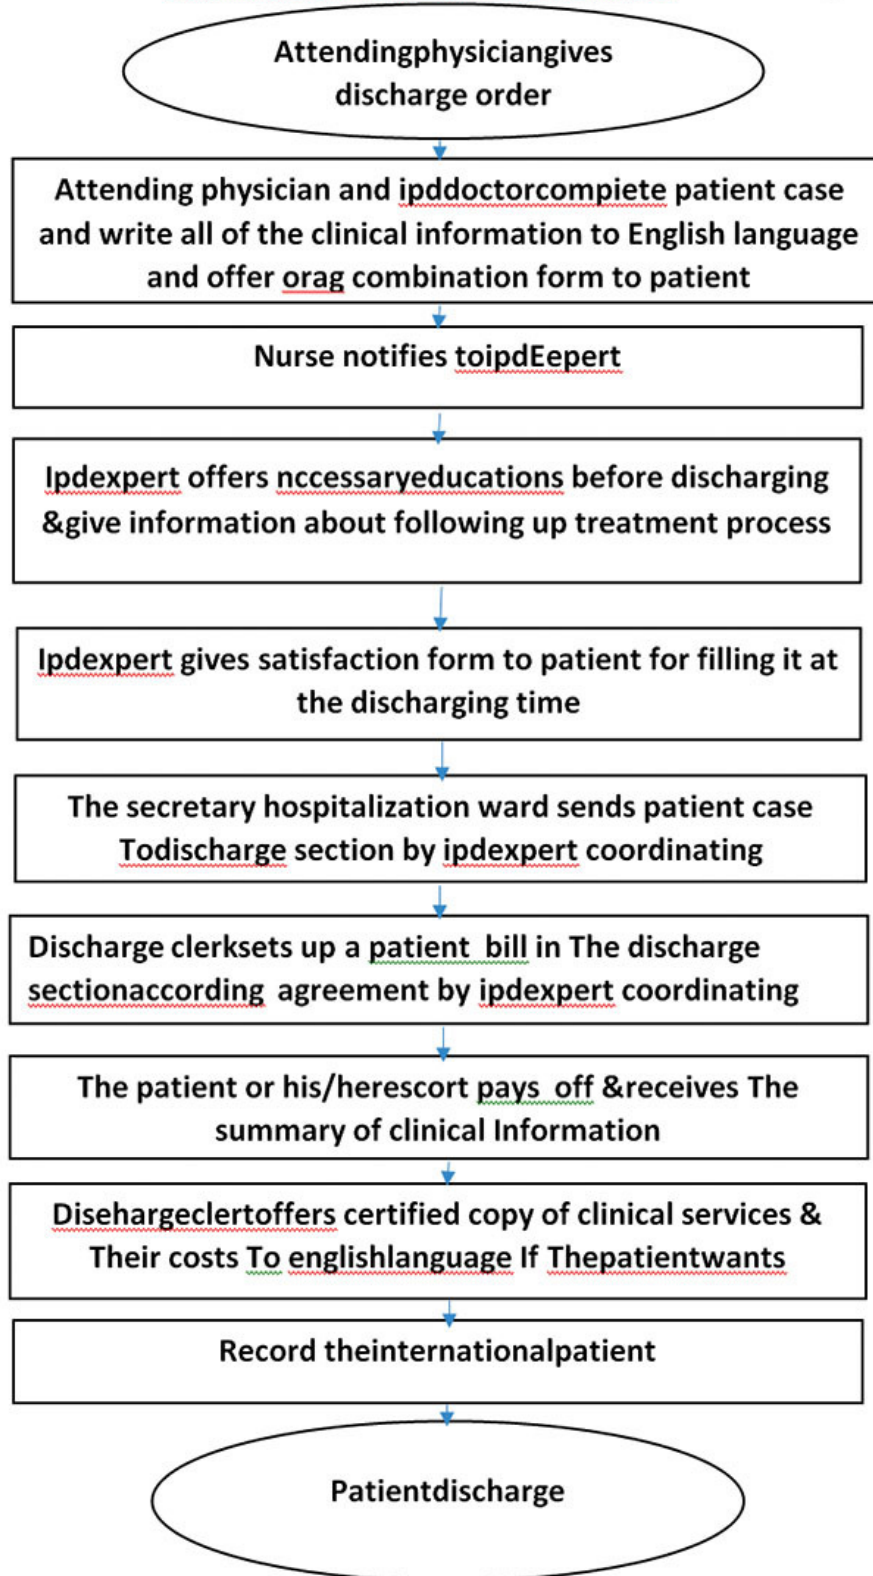 Attendingphysiciangives
discharge order
Attending physician and ipddoctorcompiete patient case
and write all of the clinical information to English language
and offer orag combination form to patient
Nurse notifies toipdEepert
Ipdexpert offers nccessaryeducations before discharging
&give information about following up treatment process
Ipdexpert gives satisfaction form to patient for filling it at
the discharging time
The secretary hospitalization ward sends patient case
Todischarge section by ipdexpert coordinating
Discharge clerksets up a patient bill in The discharge
sectionaccording agreement by ipdexpert coordinating
The patient or his/herescort pays off &receives The
summary of clinical Information
Disehargeclertoffers certified copy of clinical services &
Their costs To englishlanguage If Thepatientwants
Record theinternationalpatient
Patientdischarge